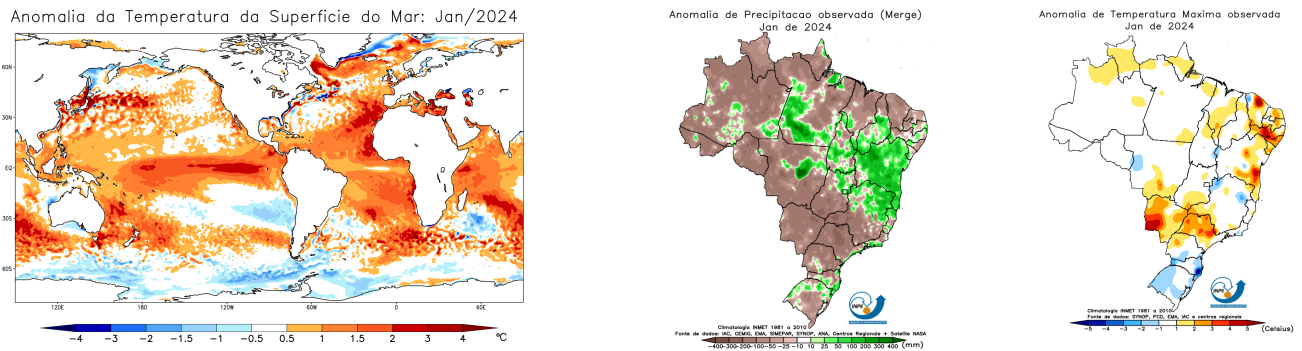 Anomalia da Temperatura da Superficie do Mar: Jan/2024
60N
30N
EQ
30S
60S
120E
180
120W
60W
0
60E
−4 −3 −2 −1.5 −1 −0.5 0.5 1 1.5 2 3 4 ºC
Anomalia de Precipitacao observada (Merge)
Jan de 2024
INPE
Climatologia INMET 1981 a 2010
Fonte de dados: IAC, CEMIG, EMA, SIMEPAR, SYNOP, ANA, Centros Regionais + Satelite NASA
−400−300−200−100−50 −25 −10 10 25 50 100 200 300 400 (mm)
Anomalia de Temperatura Maxima observada
Jan de 2024
INPE
Climatologia INMET 1981 a 2010
Fonte de dados: SYNOP, PCD, EMA, IAC e centros regionais
−5 −4 −3 −2 −1 1 2 3 4 5 (Celsius)